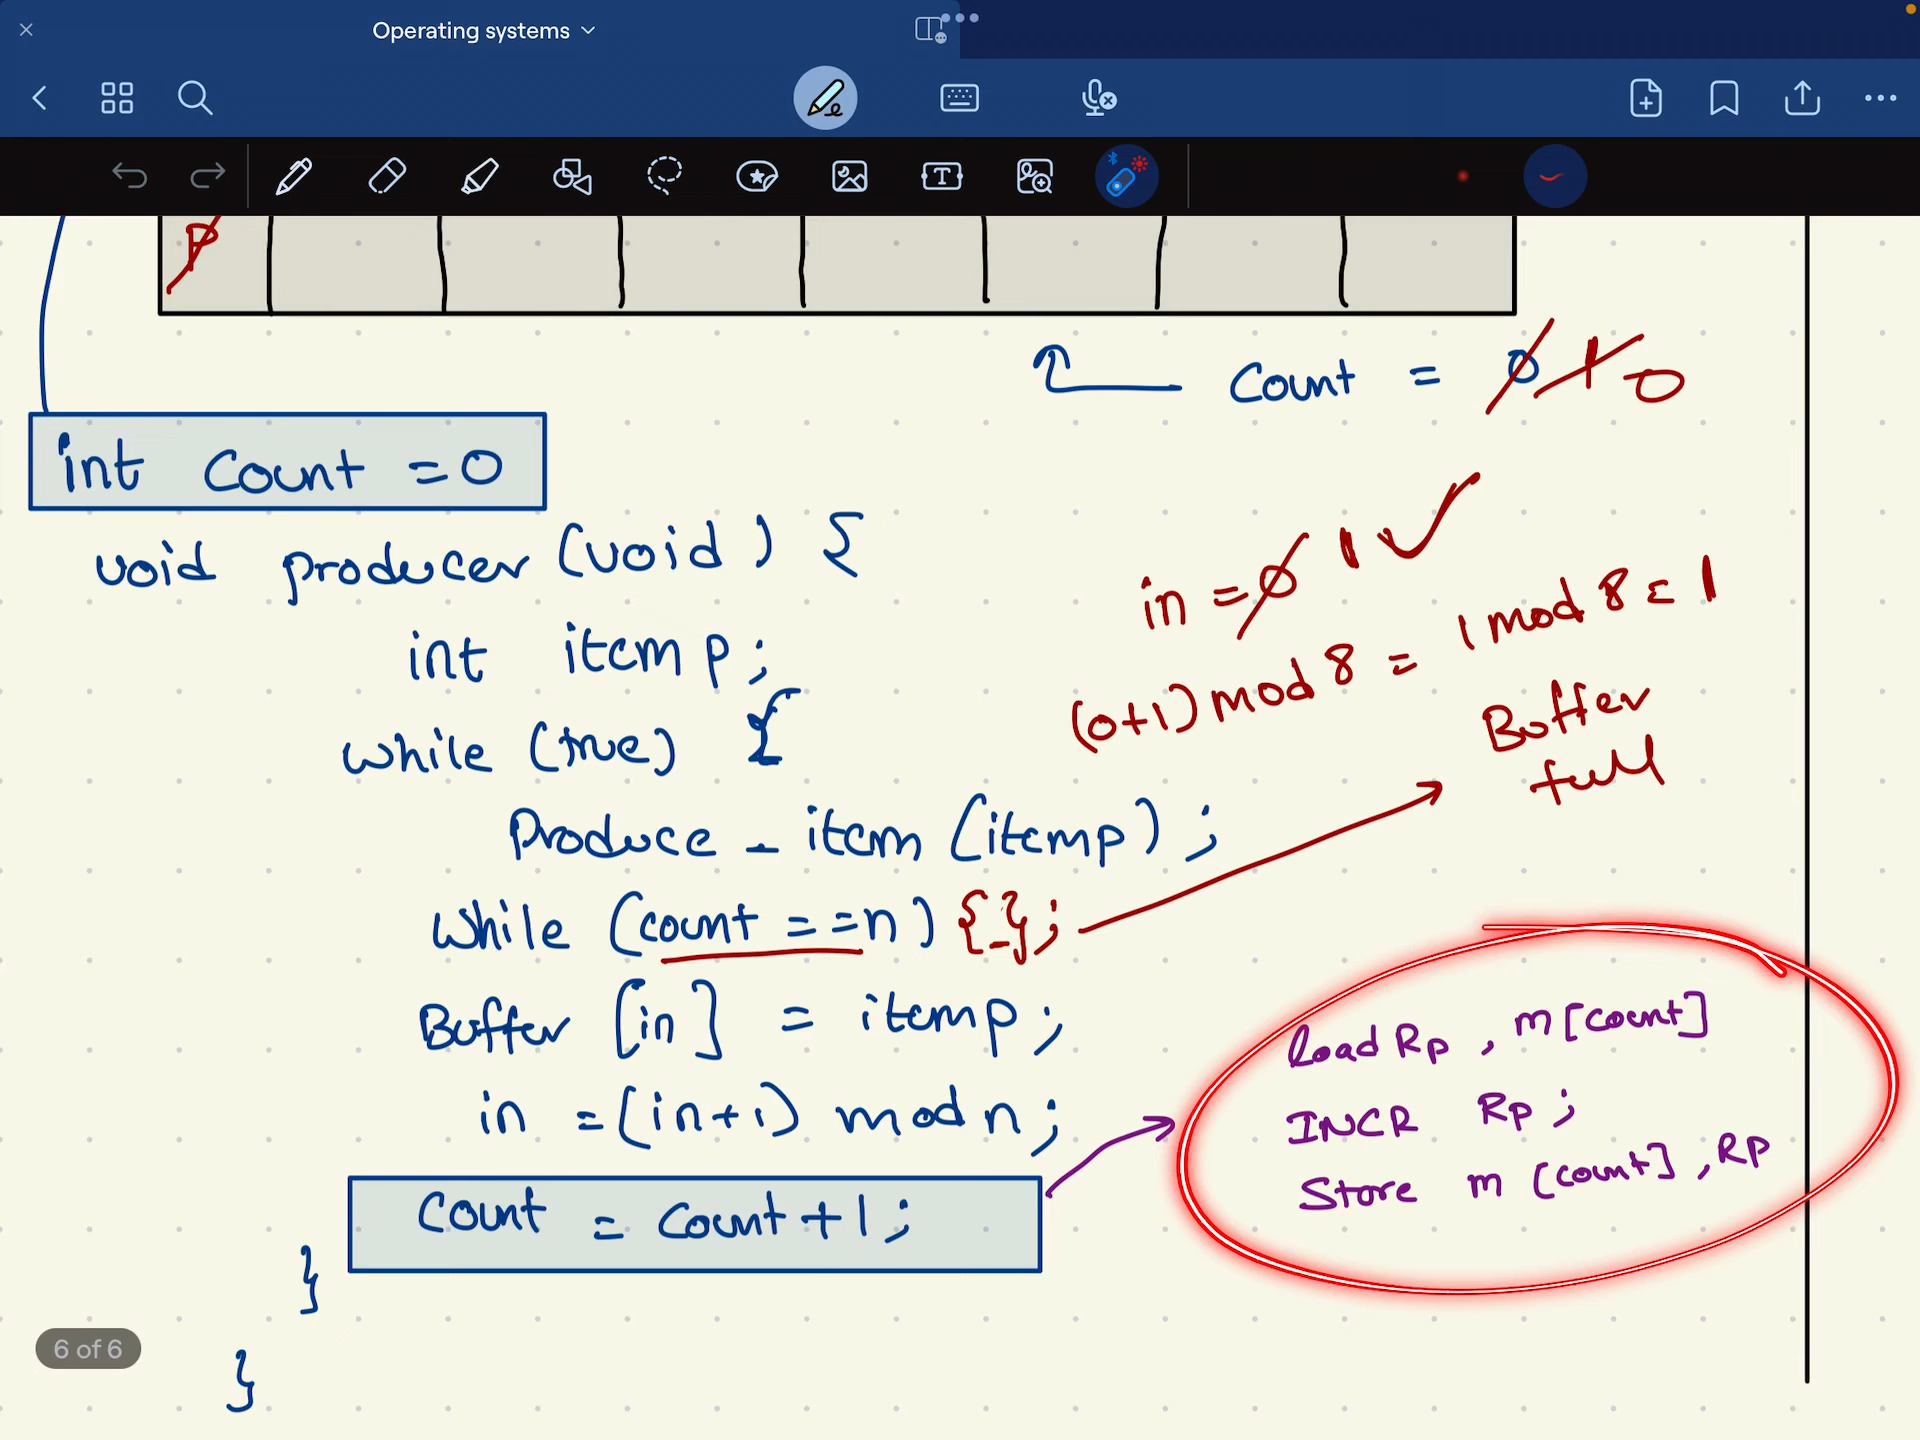 Operating systems
P
Count = 0 1 0
int Count = 0
void producer (void) {
in = 0 1
int itemp;
(0+1) mod 8 = 1 mod 8 = 1
while (true) {
Buffer
full
Produce - item (itemp) ;
while (count == n) {_};
Buffer [in] = itemp;
load Rp , m[count]
in = (in+1) mod n;
INCR Rp ;
Store m [count] , Rp
Count = Count + 1 ;
}
6 of 6
}